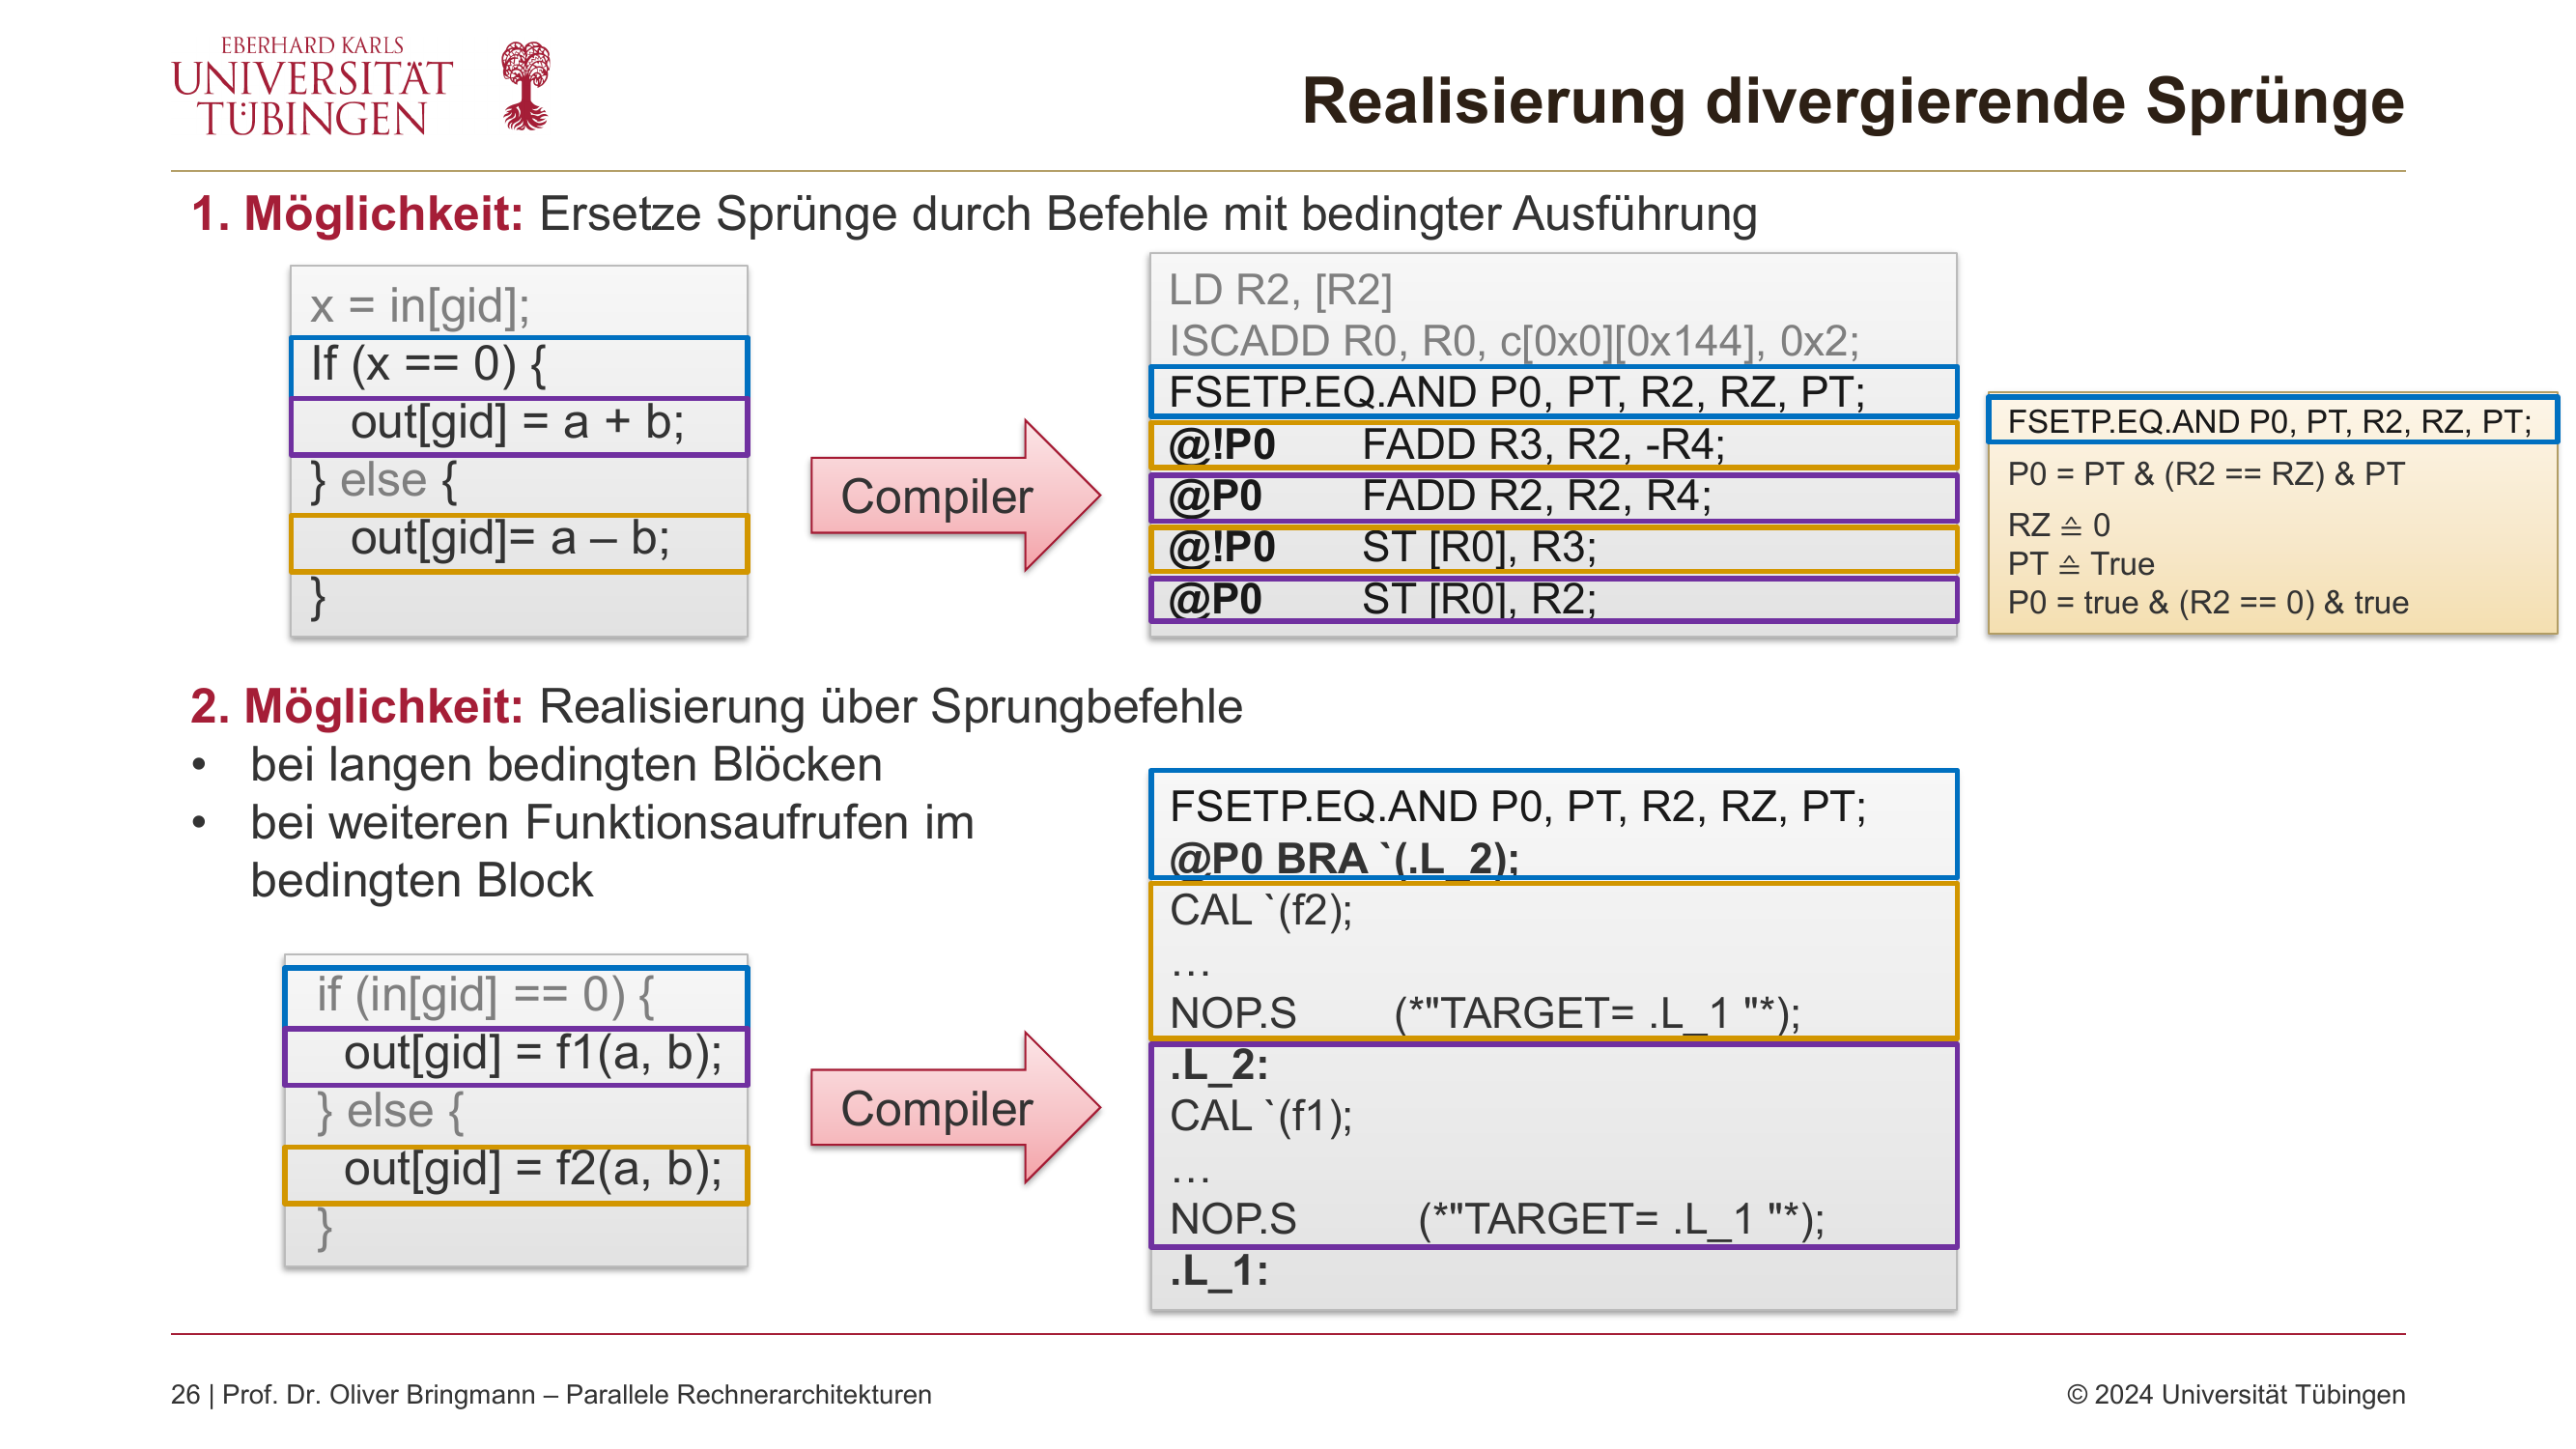 EBERHARD KARLS
UNIVERSITÄT
TÜBINGEN
Realisierung divergierende Sprünge
1. Möglichkeit: Ersetze Sprünge durch Befehle mit bedingter Ausführung
x = in[gid];
If (x == 0) {
out[gid] = a + b;
} else {
out[gid]= a – b;
}
Compiler
LD R2, [R2]
ISCADD R0, R0, c[0x0][0x144], 0x2;
FSETP.EQ.AND P0, PT, R2, RZ, PT;
@!P0 FADD R3, R2, -R4;
@P0 FADD R2, R2, R4;
@!P0 ST [R0], R3;
@P0 ST [R0], R2;
FSETP.EQ.AND P0, PT, R2, RZ, PT;
P0 = PT & (R2 == RZ) & PT
RZ ≙ 0
PT ≙ True
P0 = true & (R2 == 0) & true
2. Möglichkeit: Realisierung über Sprungbefehle
• bei langen bedingten Blöcken
• bei weiteren Funktionsaufrufen im
bedingten Block
if (in[gid] == 0) {
out[gid] = f1(a, b);
} else {
out[gid] = f2(a, b);
}
Compiler
FSETP.EQ.AND P0, PT, R2, RZ, PT;
@P0 BRA `(.L_2);
CAL `(f2);
…
NOP.S (*"TARGET= .L_1 "*);
.L_2:
CAL `(f1);
…
NOP.S (*"TARGET= .L_1 "*);
.L_1:
26 | Prof. Dr. Oliver Bringmann – Parallele Rechnerarchitekturen
© 2024 Universität Tübingen